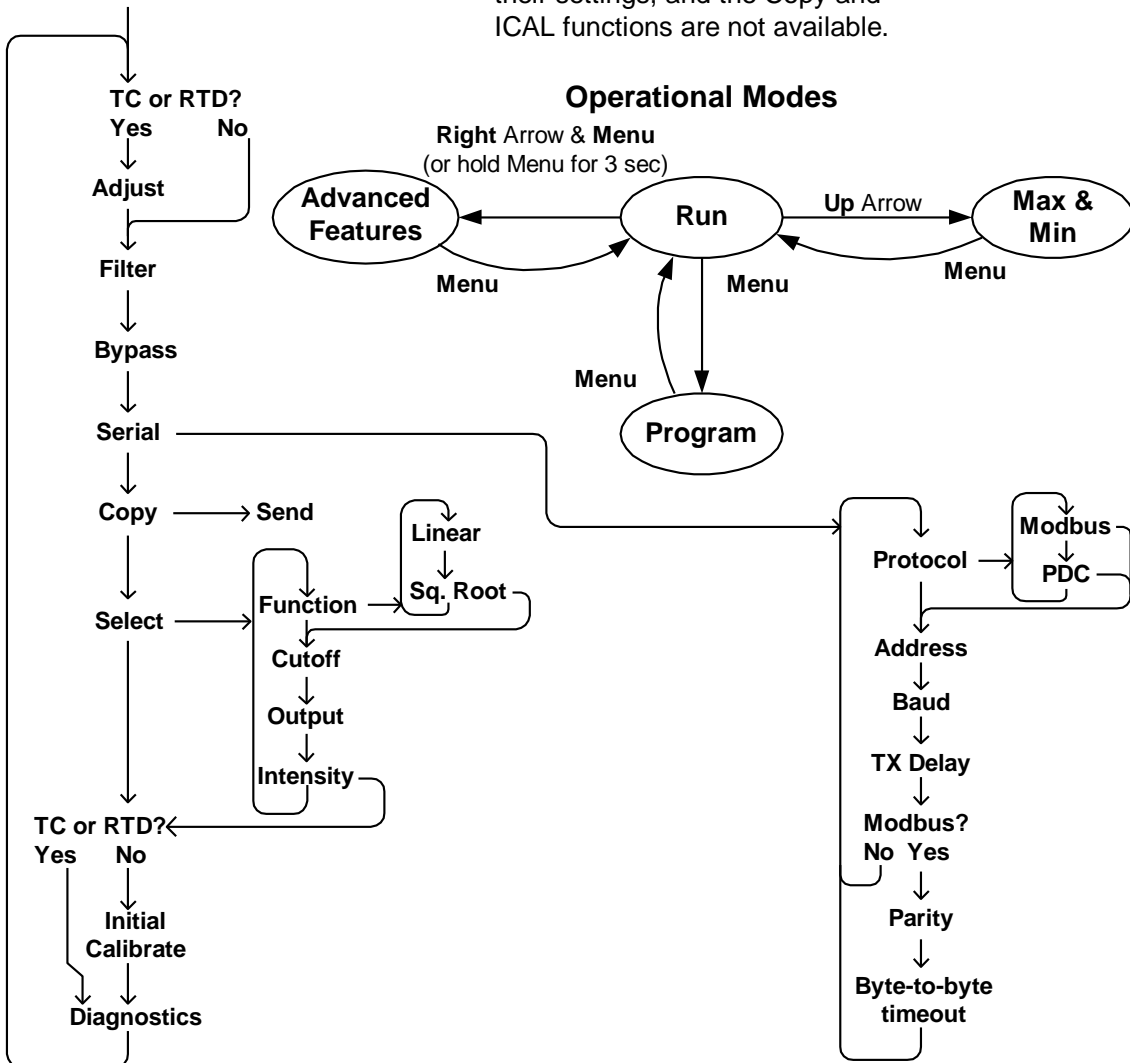 their settings, and the Copy and
ICAL functions are not available.
Operational Modes
Right Arrow & Menu
(or hold Menu for 3 sec)
Advanced
Features
Run
Up Arrow
Max &
Min
Menu
Menu
Menu
Menu
Program
TC or RTD?
Yes No
Adjust
Filter
Bypass
Serial
Copy
Send
Select
Function
Linear
Sq. Root
Cutoff
Output
Intensity
TC or RTD?
Yes No
Initial
Calibrate
Diagnostics
Protocol
Modbus
PDC
Address
Baud
TX Delay
Modbus?
No Yes
Parity
Byte-to-byte
timeout